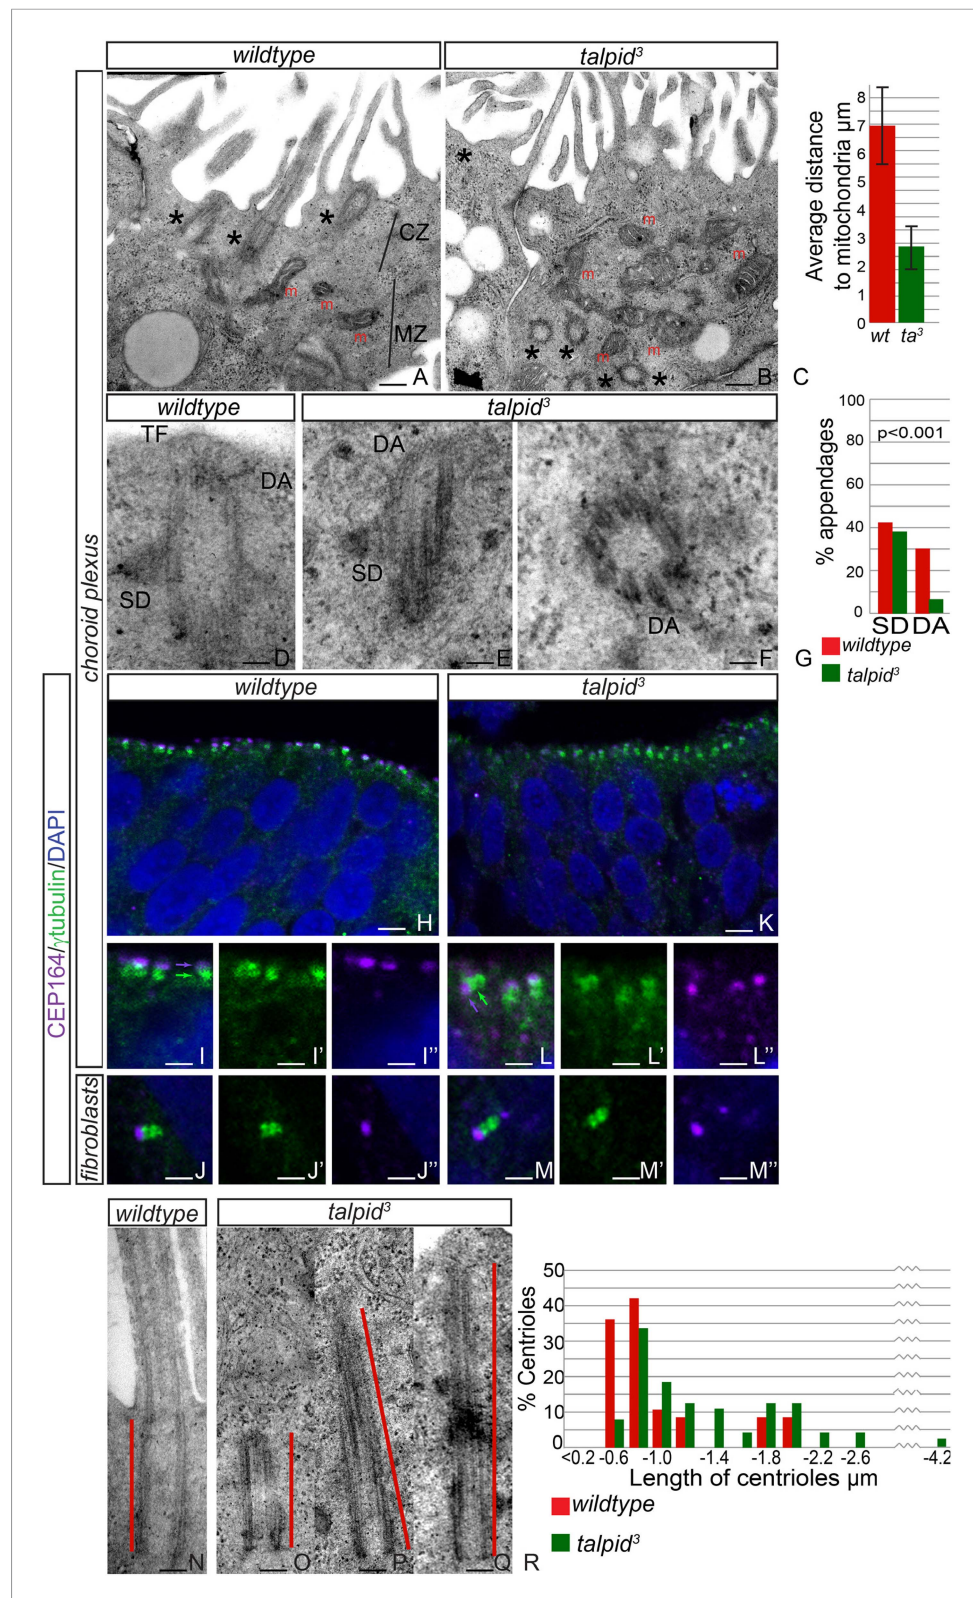 wildtype
talpid³
choroid plexus
*
*
*
CZ
m
m
m
MZ
A
*
m
m
m
m
m
*
*
*
*
B
Average distance
to mitochondria µm
8
7
6
5
4
3
2
1
0
wt
ta³
C
wildtype
talpid³
TF
DA
SD
D
DA
SD
E
DA
F
% appendages
100
80
60
40
20
0
p<0.001
SD
DA
wildtype
talpid³
G
wildtype
talpid³
CEP164/γtubulin/DAPI
H
K
I
I'
I''
L
L'
L''
fibroblasts
J
J'
J''
M
M'
M''
wildtype
talpid³
N
O
P
Q
R
% Centrioles
50
40
30
20
10
0
<0.2
-0.6
-1.0
-1.4
-1.8
-2.2
-2.6
-4.2
Length of centrioles µm
wildtype
talpid³